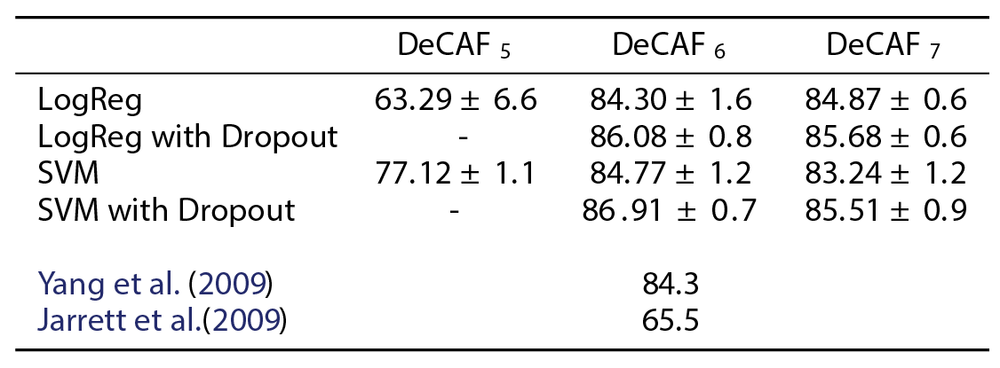 DeCAF 5 DeCAF 6 DeCAF 7
LogReg 63.29 ± 6.6 84.30 ± 1.6 84.87 ± 0.6
LogReg with Dropout - 86.08 ± 0.8 85.68 ± 0.6
SVM 77.12 ± 1.1 84.77 ± 1.2 83.24 ± 1.2
SVM with Dropout - 86.91 ± 0.7 85.51 ± 0.9
Yang et al. (2009) 84.3
Jarrett et al.(2009) 65.5